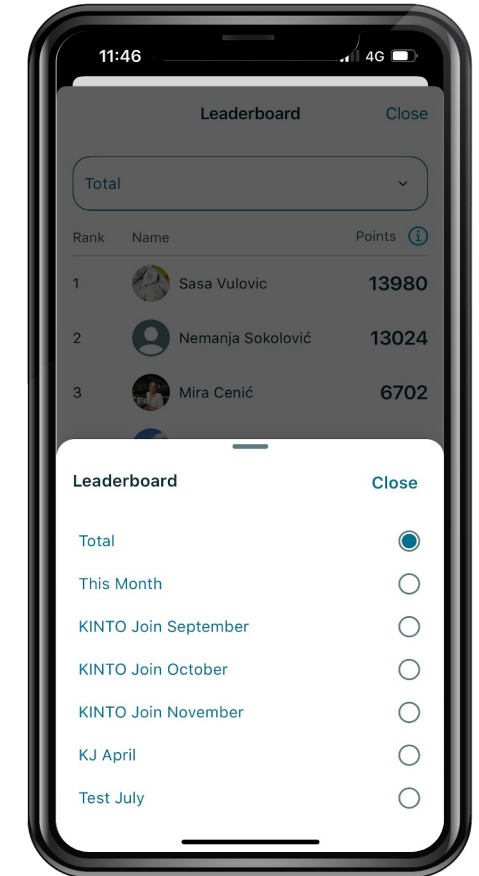 11:46
4G
Leaderboard Close
Total
Rank Name Points
1 Sasa Vulovic 13980
2 Nemanja Sokolović 13024
3 Mira Cenić 6702
Leaderboard Close
Total
This Month
KINTO Join September
KINTO Join October
KINTO Join November
KJ April
Test July